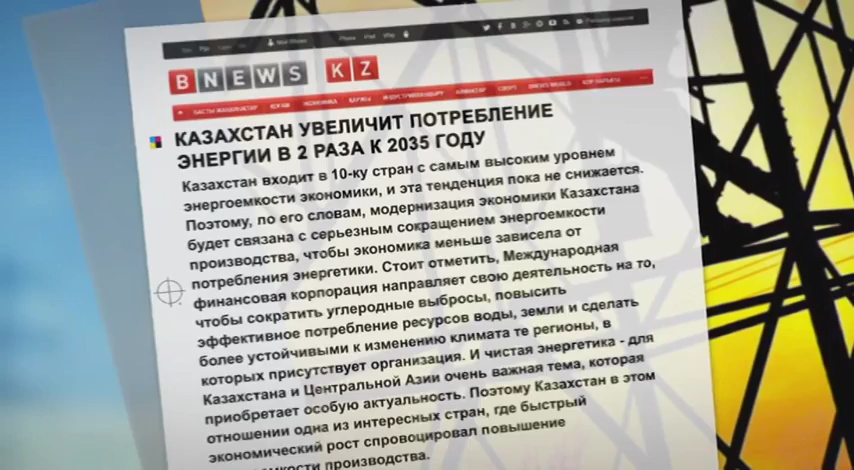 BNEWS KZ
КАЗАХСТАН УВЕЛИЧИТ ПОТРЕБЛЕНИЕ
ЭНЕРГИИ В 2 РАЗА К 2035 ГОДУ
Казахстан входит в 10-ку стран с самым высоким уровнем
энергоемкости экономики, и эта тенденция пока не снижается.
Поэтому, по его словам, модернизация экономики Казахстана
будет связана с серьезным сокращением энергоемкости
производства, чтобы экономика меньше зависела от
потребления энергетики. Стоит отметить, Международная
финансовая корпорация направляет свою деятельность на то,
чтобы сократить углеродные выбросы, повысить
эффективное потребление ресурсов воды, земли и сделать
более устойчивыми к изменению климата те регионы, в
которых присутствует организация. И чистая энергетика - для
Казахстана и Центральной Азии очень важная тема, которая
приобретает особую актуальность. Поэтому Казахстан в этом
отношении одна из интересных стран, где быстрый
экономический рост спровоцировал повышение
производства.